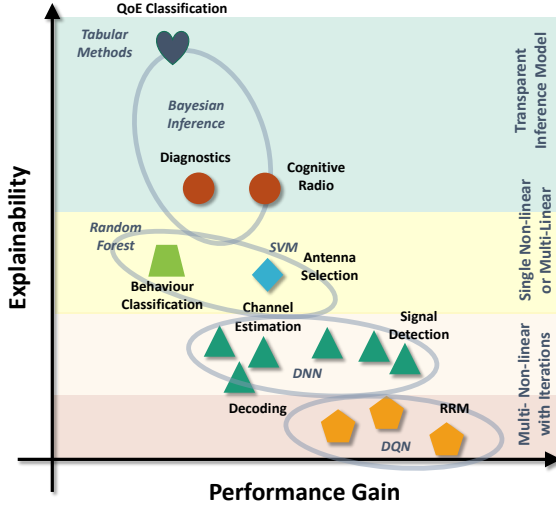 QoE Classification
Tabular
Methods
Bayesian
Inference
Diagnostics
Cognitive
Radio
Transparent
Inference Model
Random
Forest
SVM
Behaviour
Classification
Antenna
Selection
Single Non-linear
or Multi-Linear
Channel
Estimation
Signal
Detection
DNN
Decoding
Multi- Non-linear
with Iterations
RRM
DQN
Explainability
Performance Gain